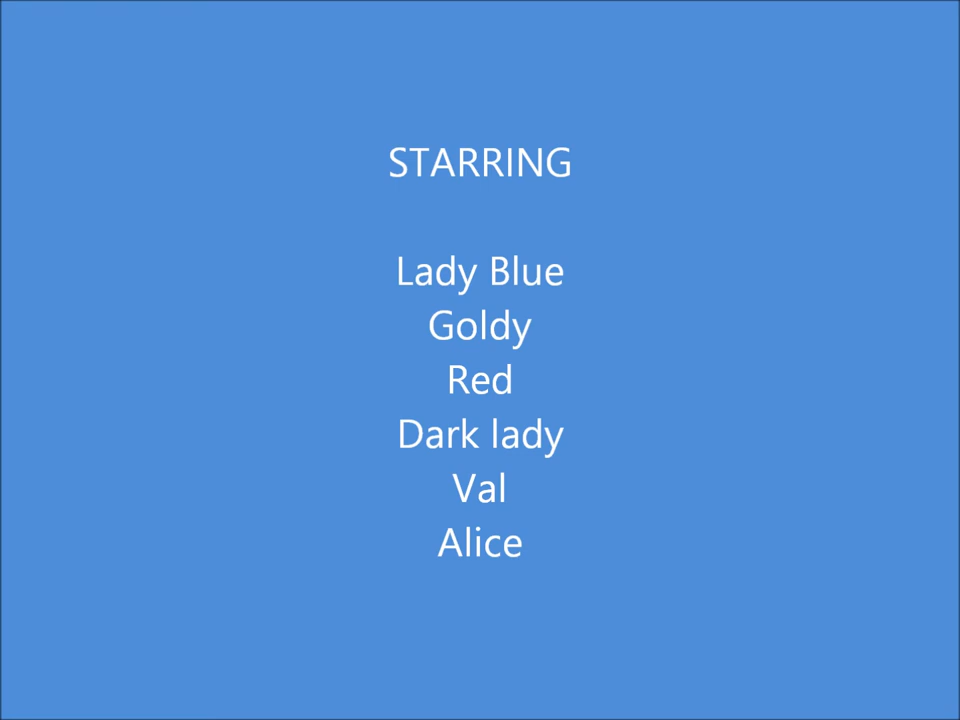 STARRING
Lady Blue
Goldy
Red
Dark lady
Val
Alice